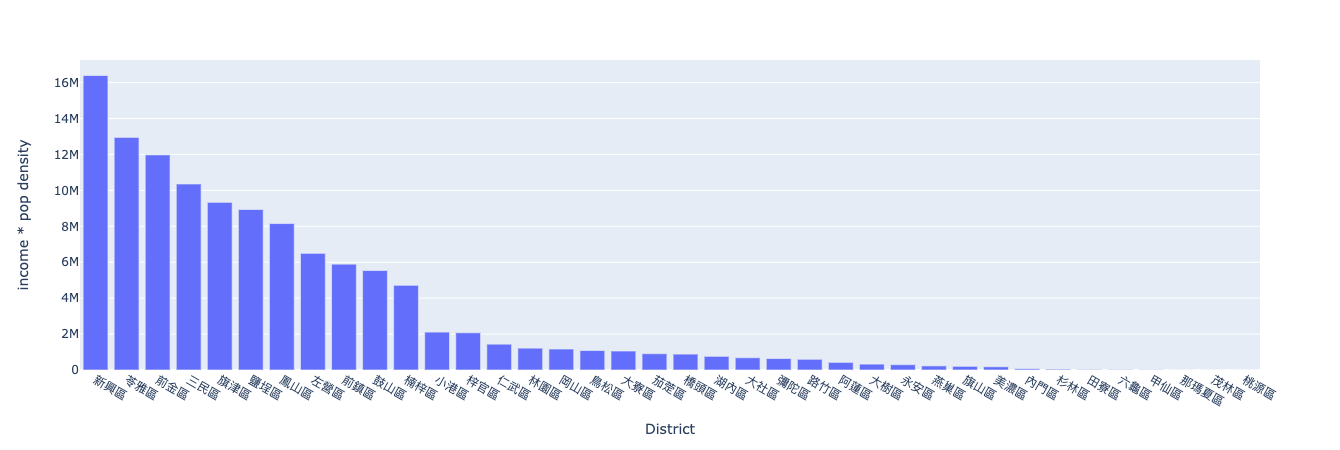 income * pop density
16M
14M
12M
10M
8M
6M
4M
2M
0
新興區
苓雅區
前金區
三民區
旗津區
鹽埕區
鳳山區
左營區
前鎮區
鼓山區
楠梓區
小港區
梓官區
仁武區
林園區
岡山區
鳥松區
大寮區
茄萣區
橋頭區
湖內區
大社區
彌陀區
路竹區
阿蓮區
大樹區
永安區
燕巢區
旗山區
美濃區
內門區
杉林區
田寮區
六龜區
甲仙區
那瑪夏區
茂林區
桃源區
District